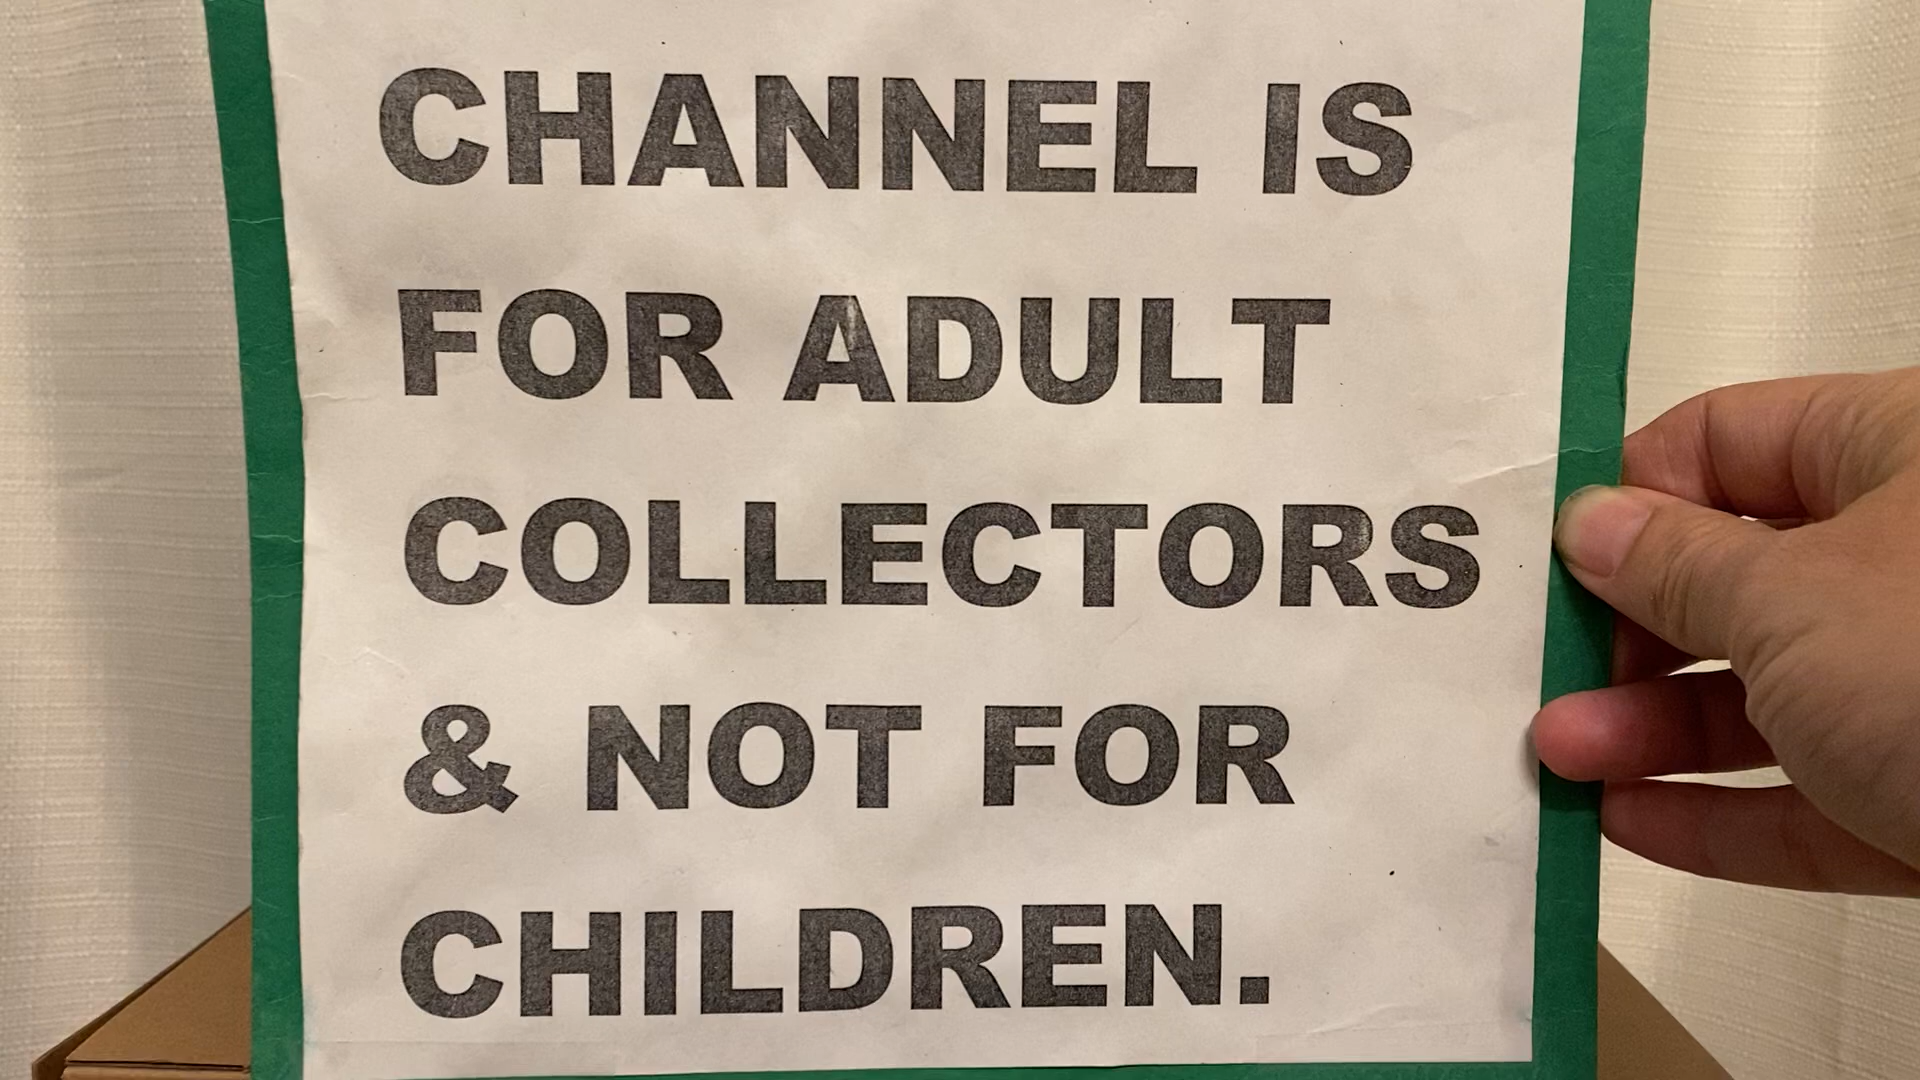 CHANNEL IS
FOR ADULT
COLLECTORS
& NOT FOR
CHILDREN.